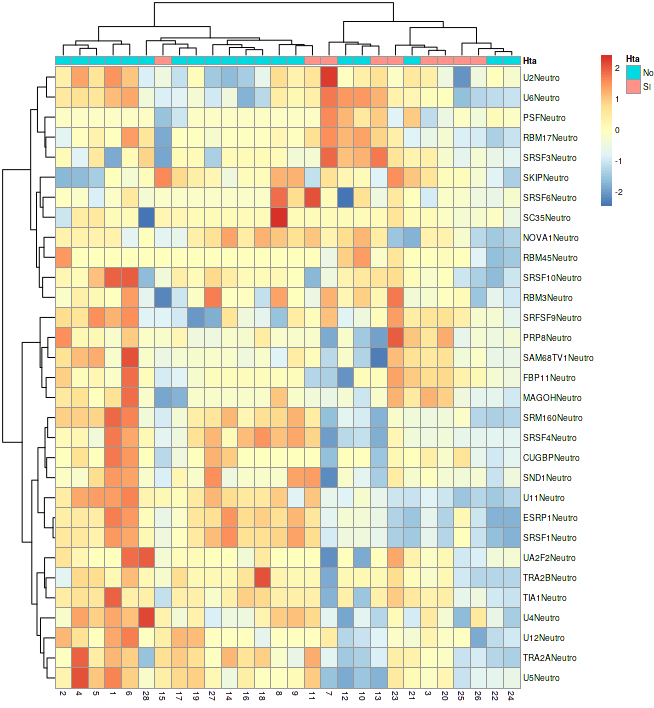 Hta
U2Neutro
U6Neutro
PSFNeutro
RBM17Neutro
SRSF3Neutro
SKIPNeutro
SRSF6Neutro
SC35Neutro
NOVA1Neutro
RBM45Neutro
SRSF10Neutro
RBM3Neutro
SRFSF9Neutro
PRP8Neutro
SAM68TV1Neutro
FBP11Neutro
MAGOHNeutro
SRM160Neutro
SRSF4Neutro
CUGBPNeutro
SND1Neutro
U11Neutro
ESRP1Neutro
SRSF1Neutro
UA2F2Neutro
TRA2BNeutro
TIA1Neutro
U4Neutro
U12Neutro
TRA2ANeutro
U5Neutro
2 4 5 1 6 28 15 17 19 27 14 16 18 8 9 11 7 12 10 13 23 21 3 20 25 26 22 24
2
1
0
-1
-2
Hta
No
Si